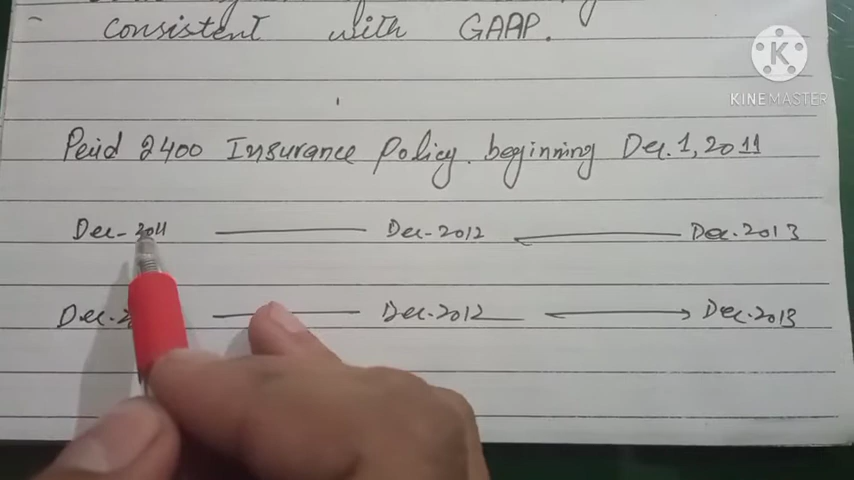 consistent with GAAP.
KINEMASTER
Paid 2400 Insurance Policy. beginning Dec. 1, 2011
Dec-2011 Dec-2012 Dec.2013
Dec. Dec.2012 Dec.2013